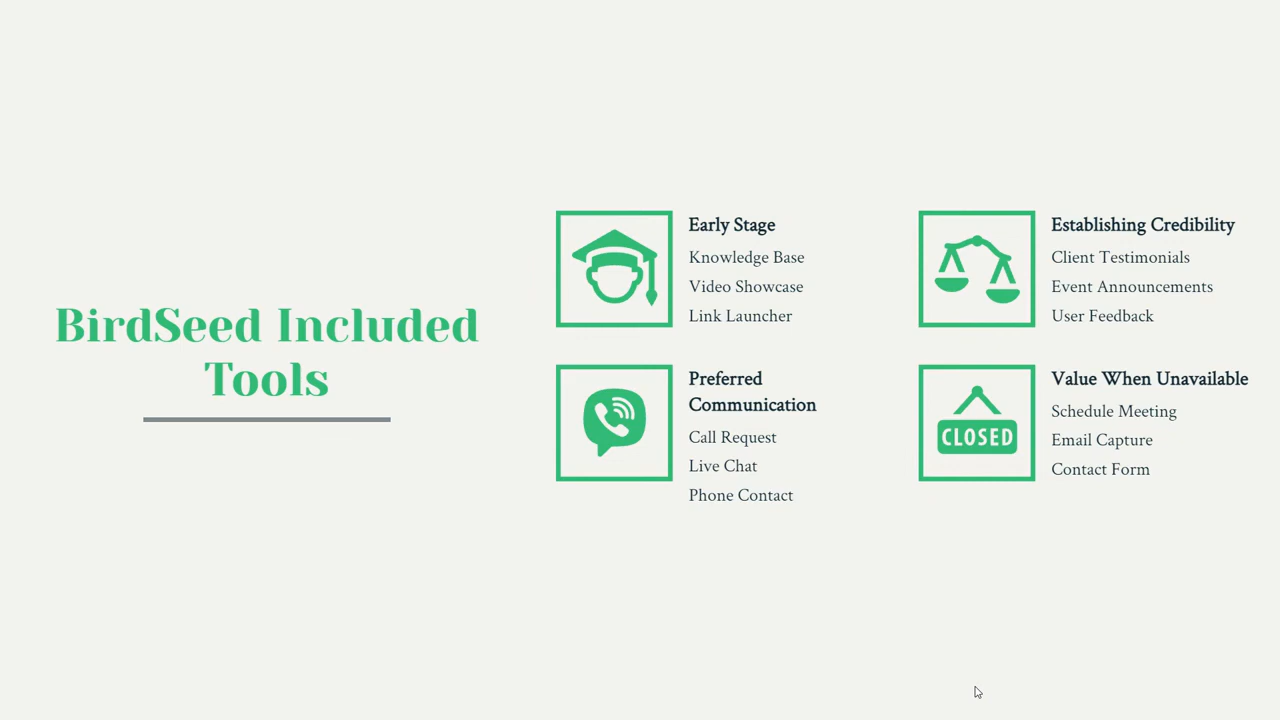 BirdSeed Included
Tools
Early Stage
Knowledge Base
Video Showcase
Link Launcher
Establishing Credibility
Client Testimonials
Event Announcements
User Feedback
Preferred
Communication
Call Request
Live Chat
Phone Contact
CLOSED
Value When Unavailable
Schedule Meeting
Email Capture
Contact Form